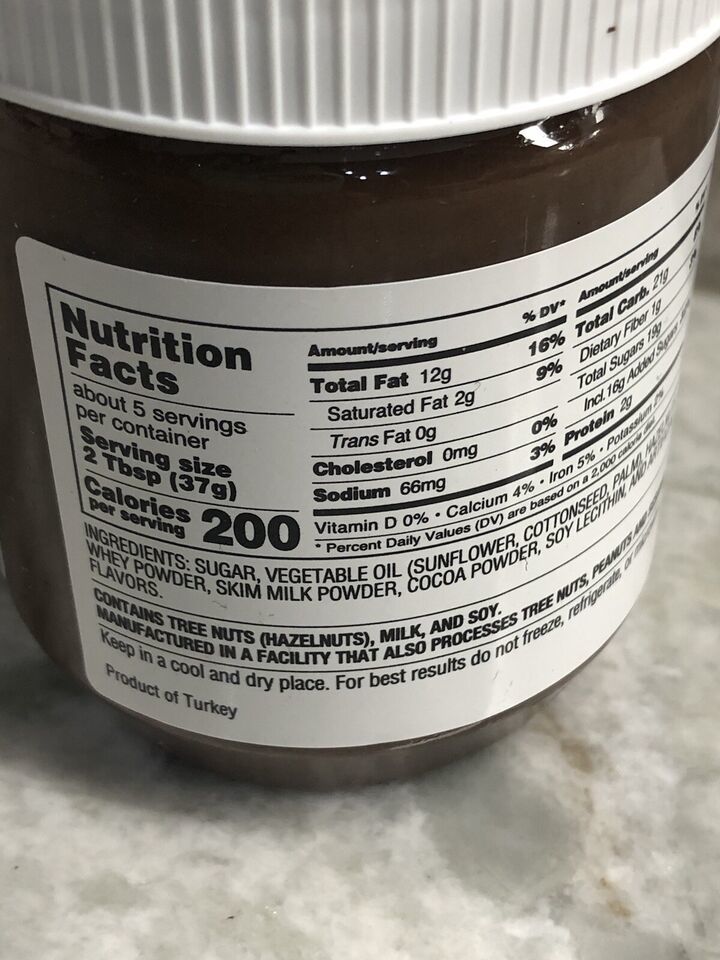 Nutrition
Facts
about 5 servings
per container
Serving size
2 Tbsp (37g)
Calories
per serving 200
Amount/serving % DV*
Total Fat 12g 16%
Saturated Fat 2g 9%
Trans Fat 0g
Cholesterol 0mg 0%
Sodium 66mg 3%
Amount/serving
Total Carb. 21g
Dietary Fiber 1g
Total Sugars 19g
Incl. 16g Added Sugars
Protein 2g
Vitamin D 0% • Calcium 4% • Iron 5% • Potassium
* Percent Daily Values (DV) are based on a 2,000 calorie
INGREDIENTS: SUGAR, VEGETABLE OIL (SUNFLOWER, COTTONSEED, PALM,
WHEY POWDER, SKIM MILK POWDER, COCOA POWDER, SOY LECITHIN, AND
FLAVORS.
CONTAINS TREE NUTS (HAZELNUTS), MILK, AND SOY.
MANUFACTURED IN A FACILITY THAT ALSO PROCESSES TREE NUTS, PEANUTS AND
Keep in a cool and dry place. For best results do not freeze, refrigerate, or
Product of Turkey